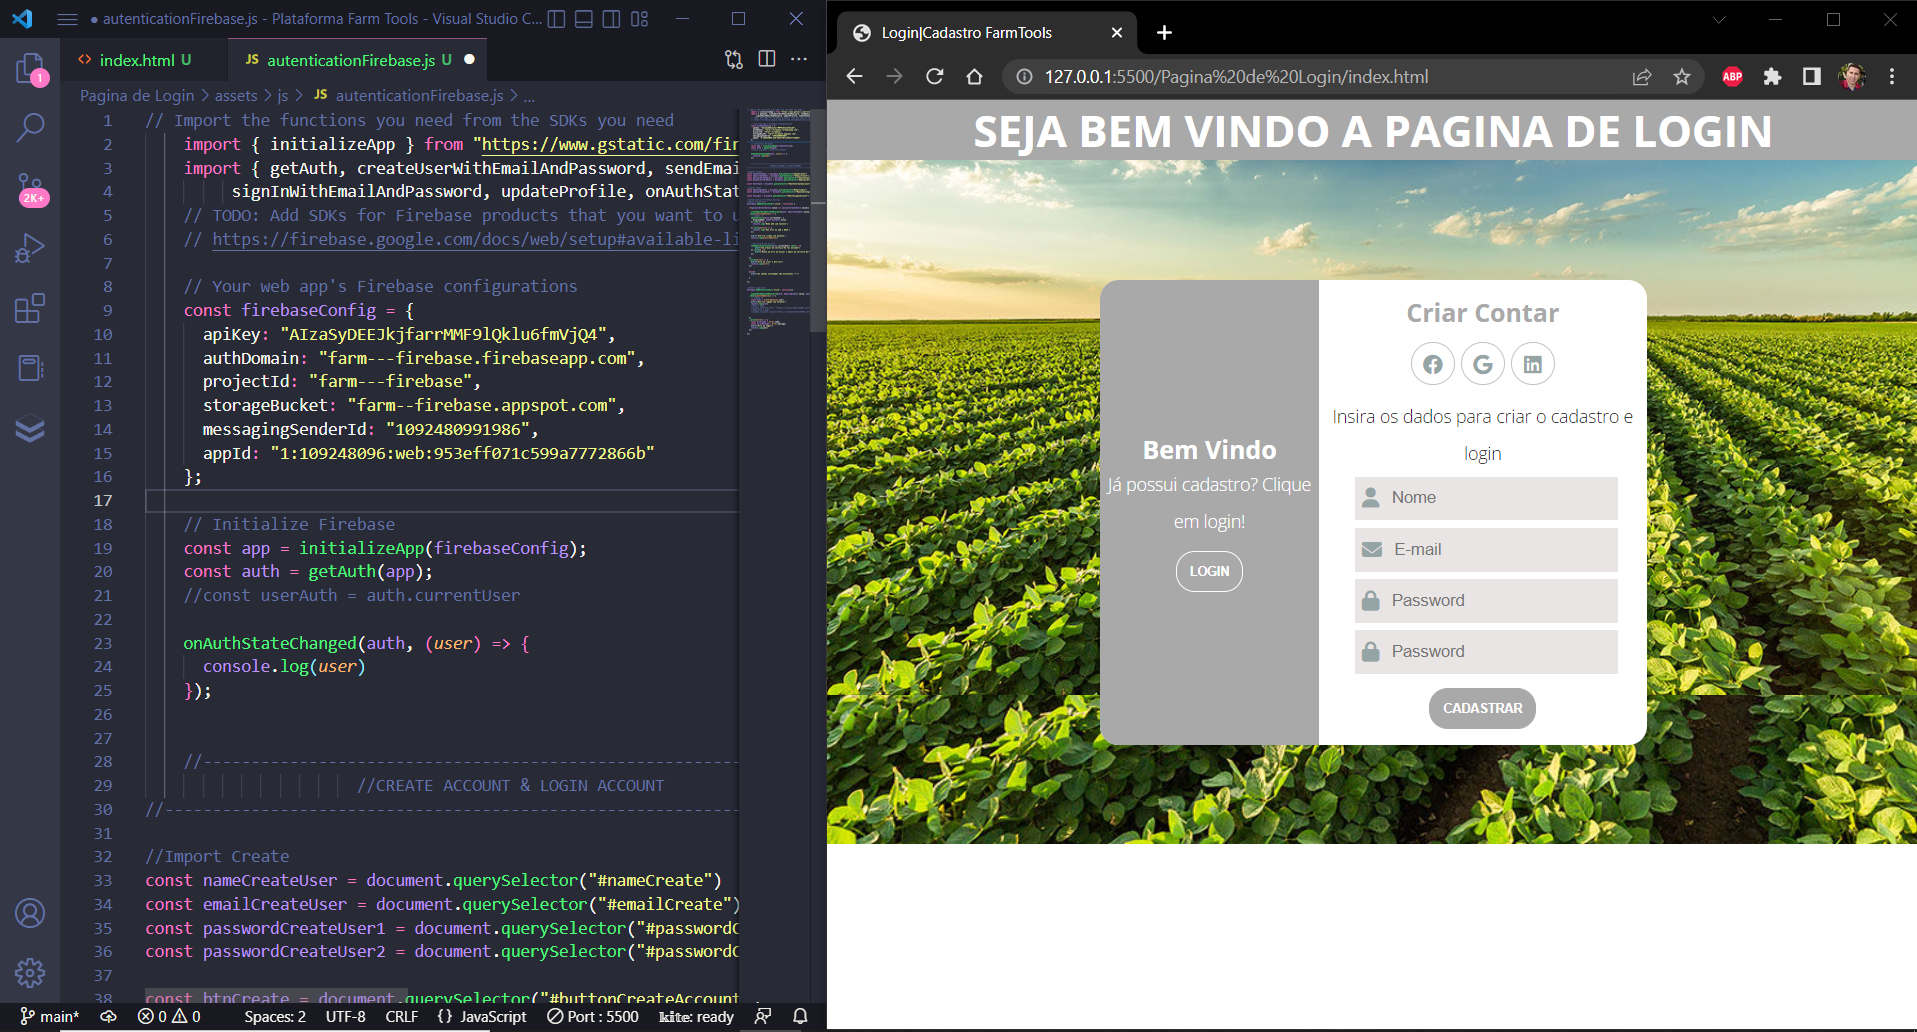 autenticationFirebase.js - Plataforma Farm Tools - Visual Studio C...
index.html U
JS autenticationFirebase.js U
Pagina de Login > assets > js > JS autenticationFirebase.js > ...
1
2K+
1 // Import the functions you need from the SDKs you need
2 import { initializeApp } from "https://www.gstatic.com/fir
3 import { getAuth, createUserWithEmailAndPassword, sendEmai
4 signInWithEmailAndPassword, updateProfile, onAuthStat
5 // TODO: Add SDKs for Firebase products that you want to u
6 // https://firebase.google.com/docs/web/setup#available-li
7
8 // Your web app's Firebase configurations
9 const firebaseConfig = {
10 apiKey: "AIzaSyDEEJkjfarrMMF9lQklu6fmVjQ4",
11 authDomain: "farm---firebase.firebaseapp.com",
12 projectId: "farm---firebase",
13 storageBucket: "farm--firebase.appspot.com",
14 messagingSenderId: "1092480991986",
15 appId: "1:109248096:web:953eff071c599a7772866b"
16 };
17
18 // Initialize Firebase
19 const app = initializeApp(firebaseConfig);
20 const auth = getAuth(app);
21 //const userAuth = auth.currentUser
22
23 onAuthStateChanged(auth, (user) => {
24 console.log(user)
25 });
26
27
28 //--------------------------------------------------------
29 //CREATE ACCOUNT & LOGIN ACCOUNT
30 //------------------------------------------------------------
31
32 //Import Create
33 const nameCreateUser = document.querySelector("#nameCreate")
34 const emailCreateUser = document.querySelector("#emailCreate")
35 const passwordCreateUser1 = document.querySelector("#passwordC
36 const passwordCreateUser2 = document.querySelector("#passwordC
37
38 const btnCreate = document.querySelector("#buttonCreateAccount
main* 0 0 Spaces: 2 UTF-8 CRLF {} JavaScript Port : 5500 kite: ready
Login|Cadastro FarmTools
127.0.0.1:5500/Pagina%20de%20Login/index.html
ABP
SEJA BEM VINDO A PAGINA DE LOGIN
Bem Vindo
Já possui cadastro? Clique
em login!
LOGIN
Criar Contar
Insira os dados para criar o cadastro e
login
Nome
E-mail
Password
Password
CADASTRAR